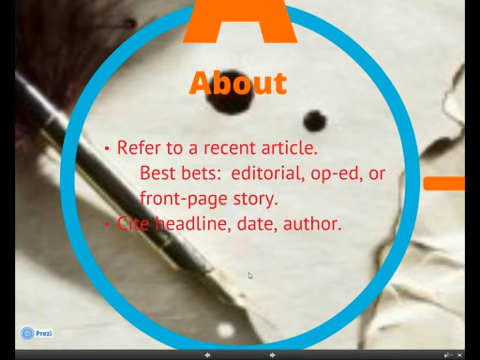 A
About
• Refer to a recent article.
Best bets: editorial, op-ed, or
front-page story.
• Cite headline, date, author.
Prezi